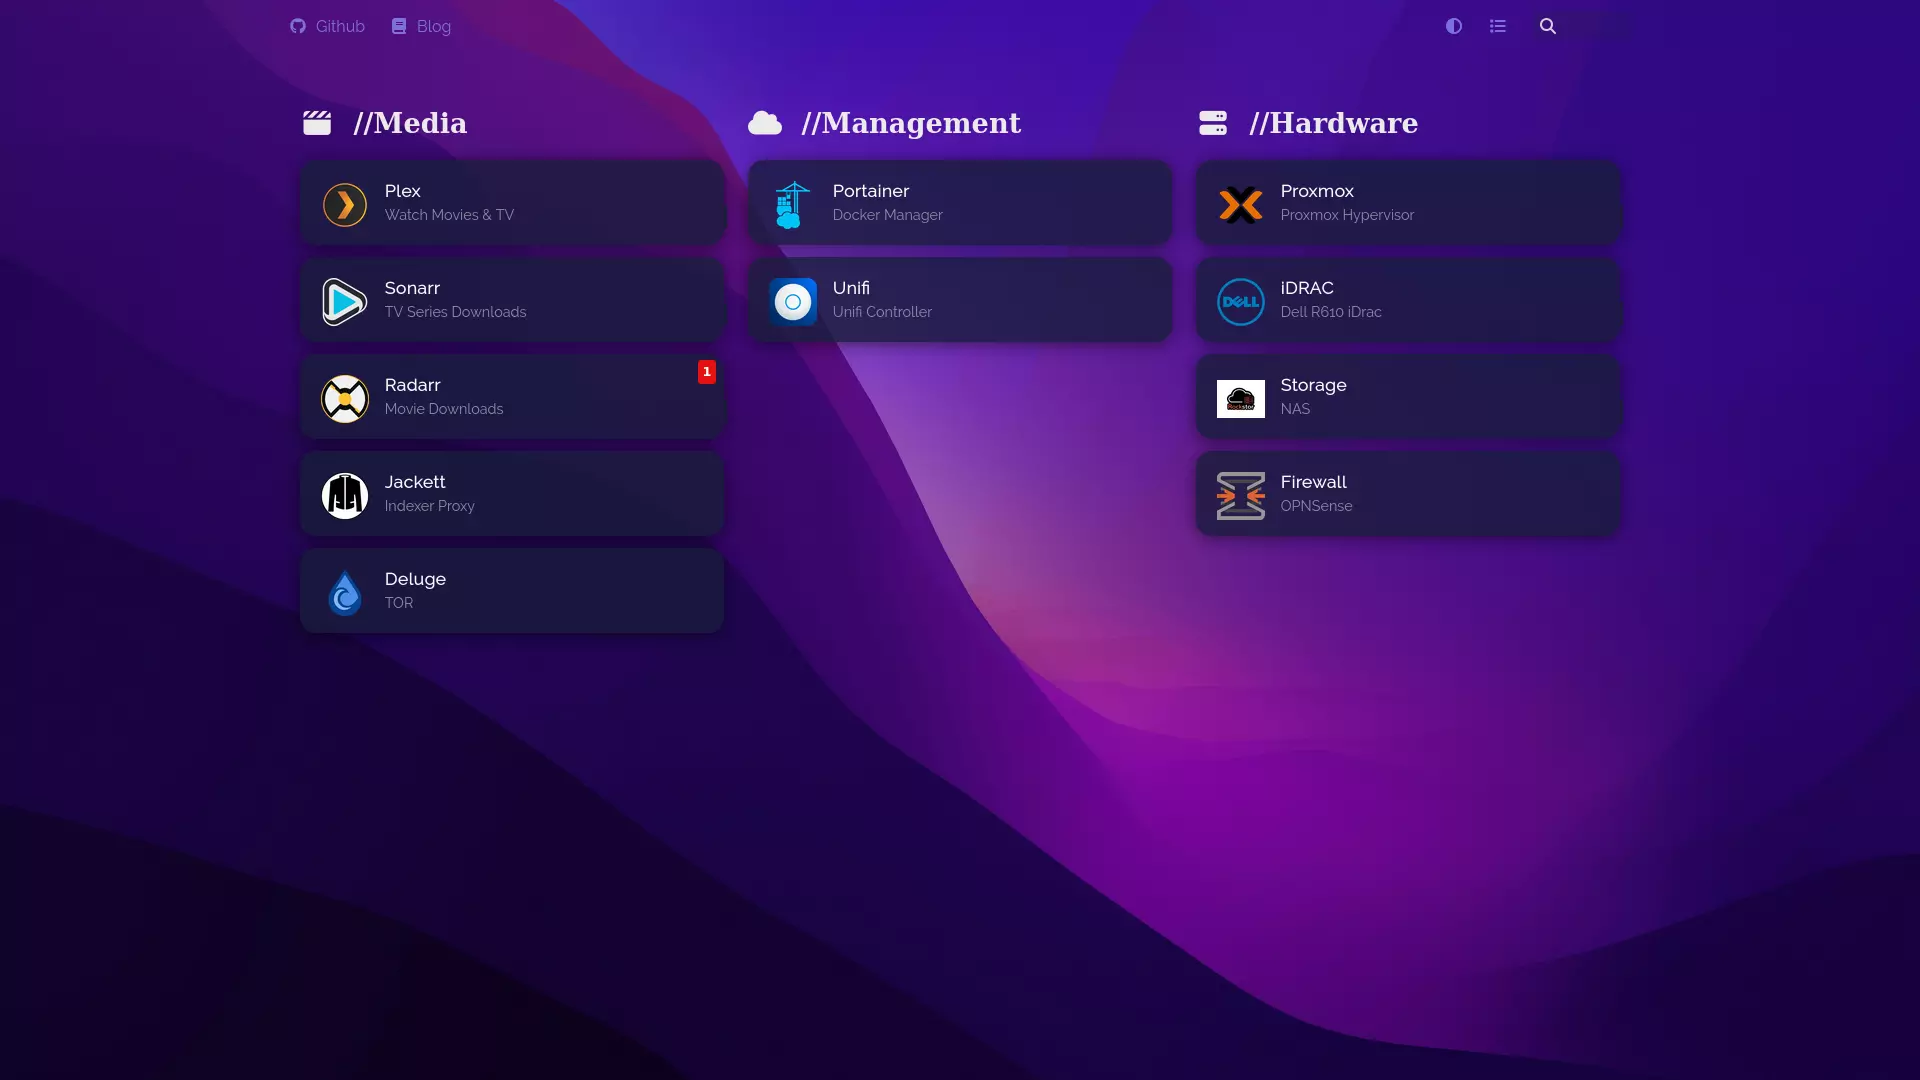 Github
Blog
//Media
Plex
Watch Movies & TV
Sonarr
TV Series Downloads
1
Radarr
Movie Downloads
Jackett
Indexer Proxy
Deluge
TOR
//Management
Portainer
Docker Manager
Unifi
Unifi Controller
//Hardware
Proxmox
Proxmox Hypervisor
DELL
iDRAC
Dell R610 iDrac
Rockstor
Storage
NAS
Firewall
OPNSense